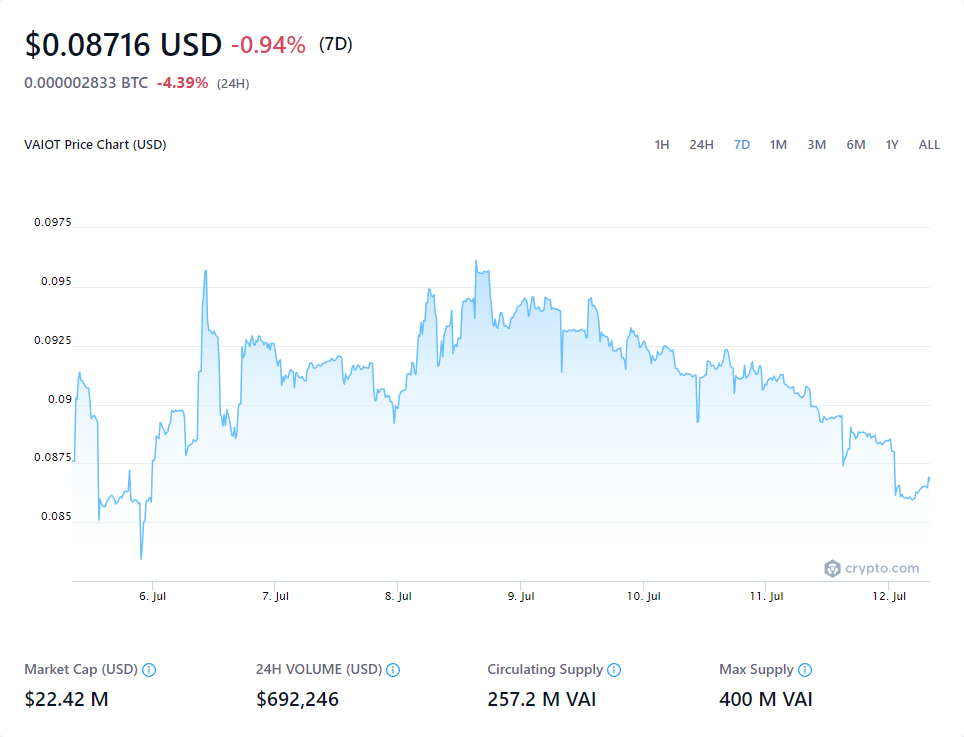 $0.08716 USD -0.94% (7D)
0.000002833 BTC -4.39% (24H)
VAIOT Price Chart (USD) 1H 24H 7D 1M 3M 6M 1Y ALL
0.0975
0.095
0.0925
0.09
0.0875
0.085
crypto.com
6. Jul 7. Jul 8. Jul 9. Jul 10. Jul 11. Jul 12. Jul
Market Cap (USD) 24H VOLUME (USD) Circulating Supply Max Supply
$22.42 M $692,246 257.2 M VAI 400 M VAI